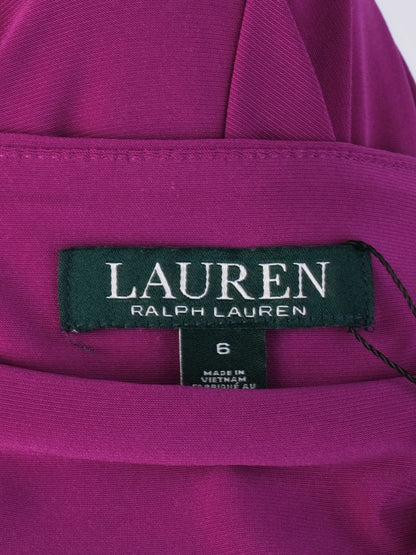 LAUREN
RALPH LAUREN
6
MADE IN
VIETNAM
FABRIQUÉ AU